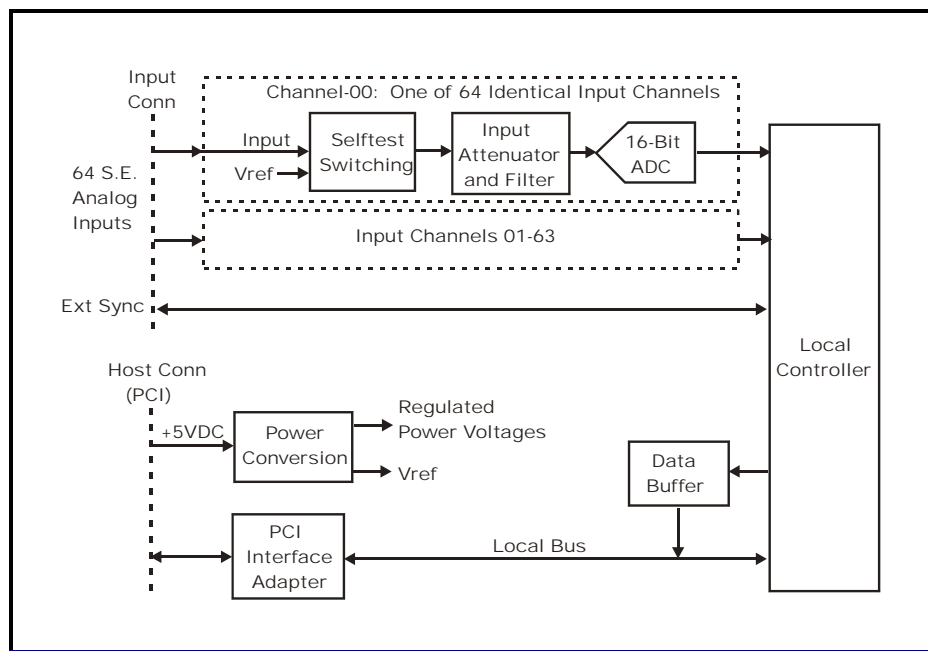 Input
Conn
Channel-00: One of 64 Identical Input Channels
Input
Vref
Selftest
Switching
Input
Attenuator
and Filter
16-Bit
ADC
64 S.E.
Analog
Inputs
Input Channels 01-63
Ext Sync
Local
Controller
Host Conn
(PCI)
+5VDC
Power
Conversion
Regulated
Power Voltages
Vref
Data
Buffer
PCI
Interface
Adapter
Local Bus